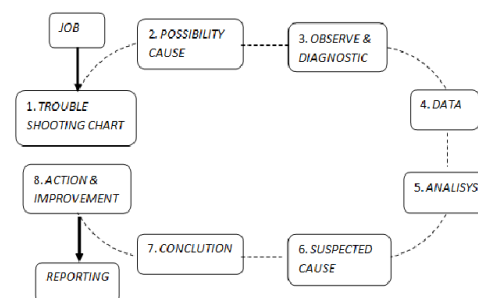 JOB
1. TROUBLE
SHOOTING CHART
2. POSSIBILITY
CAUSE
3. OBSERVE &
DIAGNOSTIC
4. DATA
5. ANALISYS
6. SUSPECTED
CAUSE
7. CONCLUTION
8. ACTION &
IMPROVEMENT
REPORTING